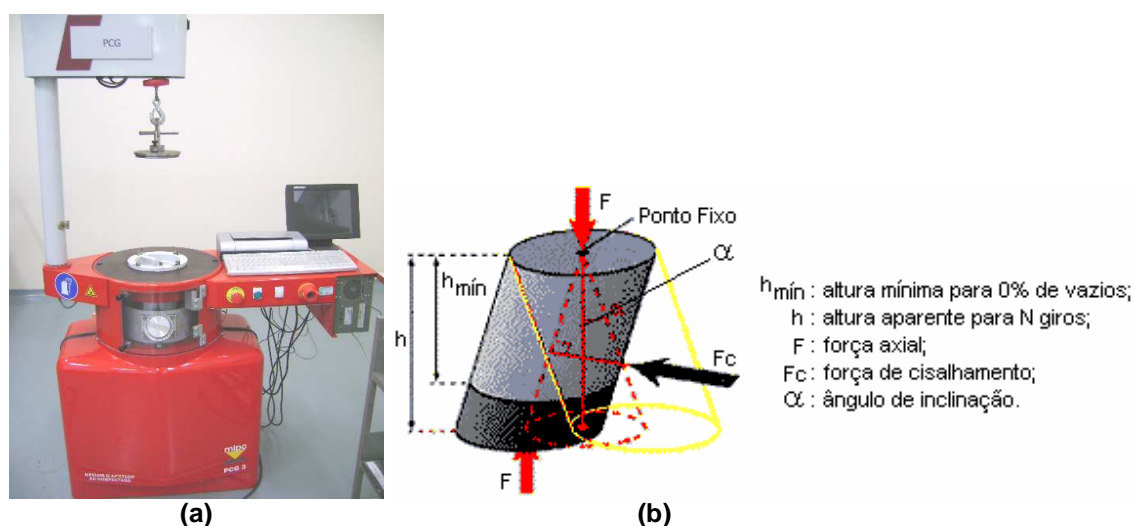 PCG
mlpc
PCG 3
F
Ponto Fixo
α
hmín
h
Fc
F
hmín : altura mínima para 0% de vazios;
h : altura aparente para N giros;
F : força axial;
Fc : força de cisalhamento;
α : ângulo de inclinação.
(a)
(b)